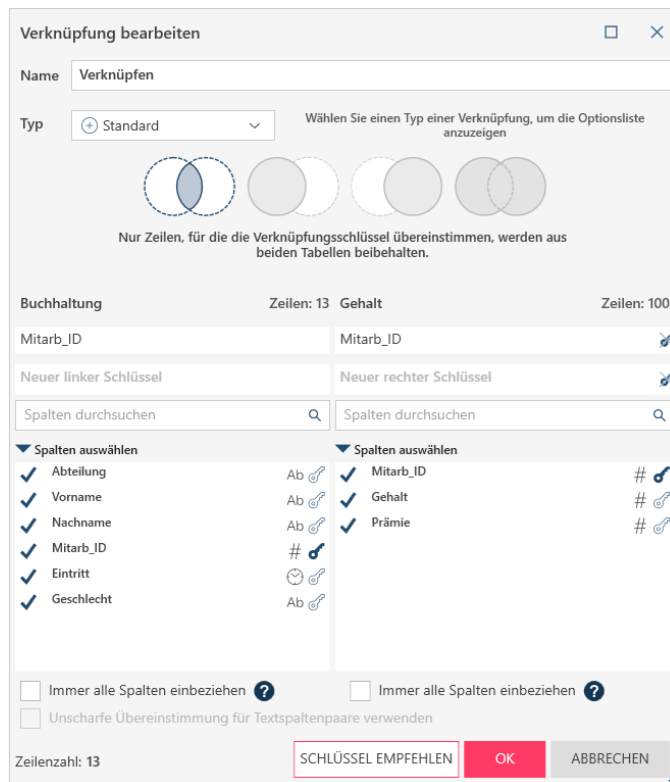 Verknüpfung bearbeiten
Name Verknüpfen
Typ Standard Wählen Sie einen Typ einer Verknüpfung, um die Optionsliste
anzuzeigen
Nur Zeilen, für die die Verknüpfungsschlüssel übereinstimmen, werden aus
beiden Tabellen beibehalten.
Buchhaltung Zeilen: 13 Gehalt Zeilen: 100
Mitarb_ID Mitarb_ID
Neuer linker Schlüssel Neuer rechter Schlüssel
Spalten durchsuchen Spalten durchsuchen
Spalten auswählen Spalten auswählen
Abteilung Ab Mitarb_ID #
Vorname Ab Gehalt #
Nachname Ab Prämie #
Mitarb_ID #
Eintritt
Geschlecht Ab
Immer alle Spalten einbeziehen ? Immer alle Spalten einbeziehen ?
Unscharfe Übereinstimmung für Textspaltenpaare verwenden
Zeilenzahl: 13 SCHLÜSSEL EMPFEHLEN OK ABBRECHEN